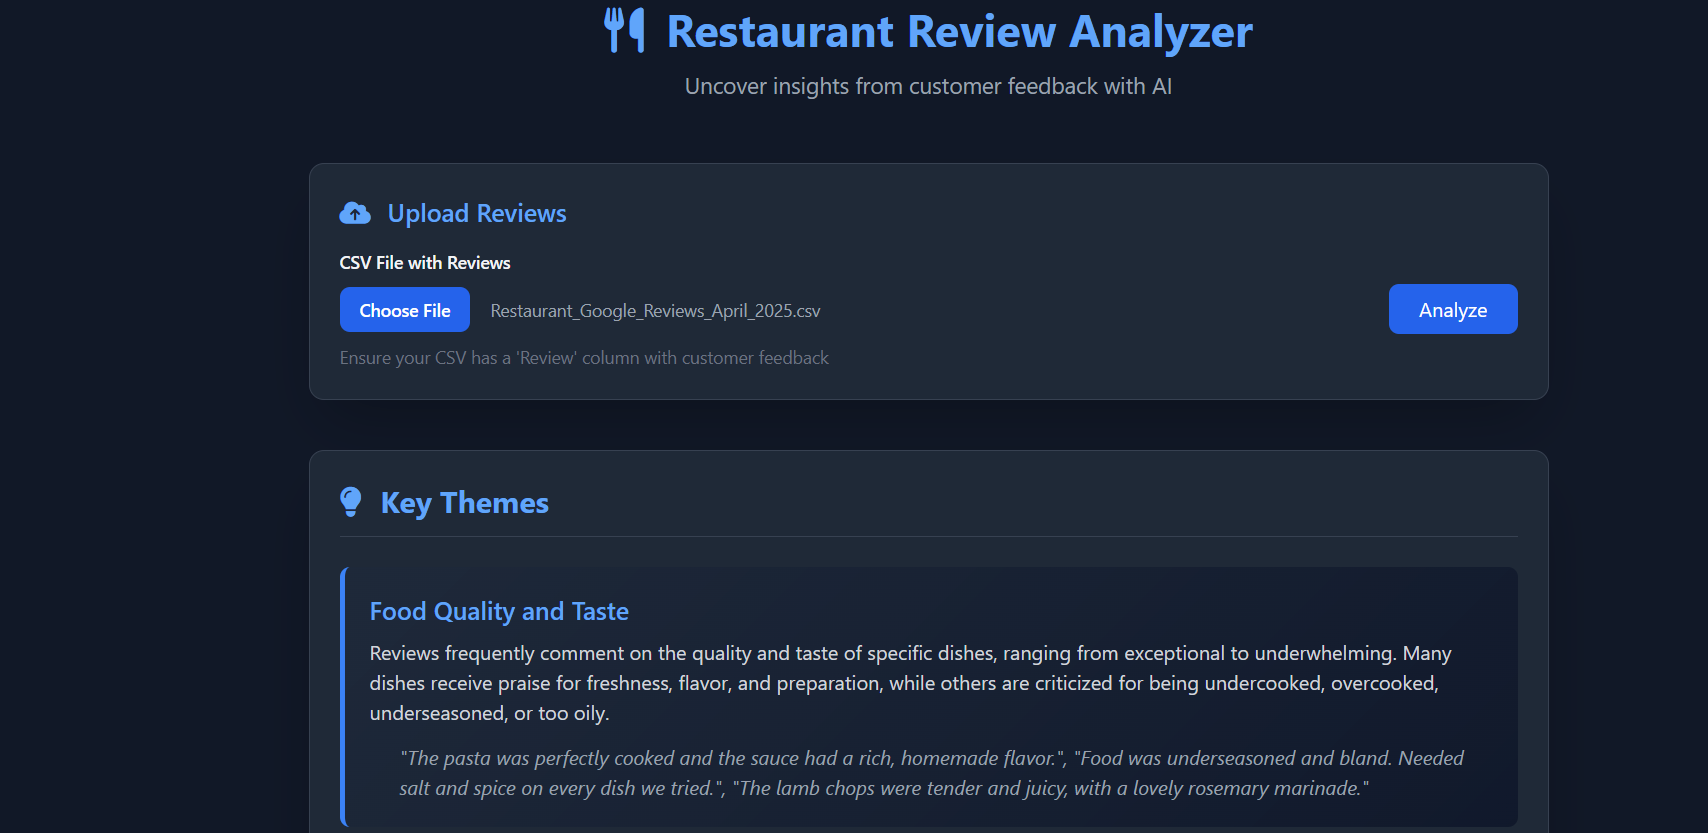 Restaurant Review Analyzer
Uncover insights from customer feedback with AI
Upload Reviews
CSV File with Reviews
Choose File
Restaurant_Google_Reviews_April_2025.csv
Analyze
Ensure your CSV has a 'Review' column with customer feedback
Key Themes
Food Quality and Taste
Reviews frequently comment on the quality and taste of specific dishes, ranging from exceptional to underwhelming. Many
dishes receive praise for freshness, flavor, and preparation, while others are criticized for being undercooked, overcooked,
underseasoned, or too oily.
"The pasta was perfectly cooked and the sauce had a rich, homemade flavor.", "Food was underseasoned and bland. Needed
salt and spice on every dish we tried.", "The lamb chops were tender and juicy, with a lovely rosemary marinade."